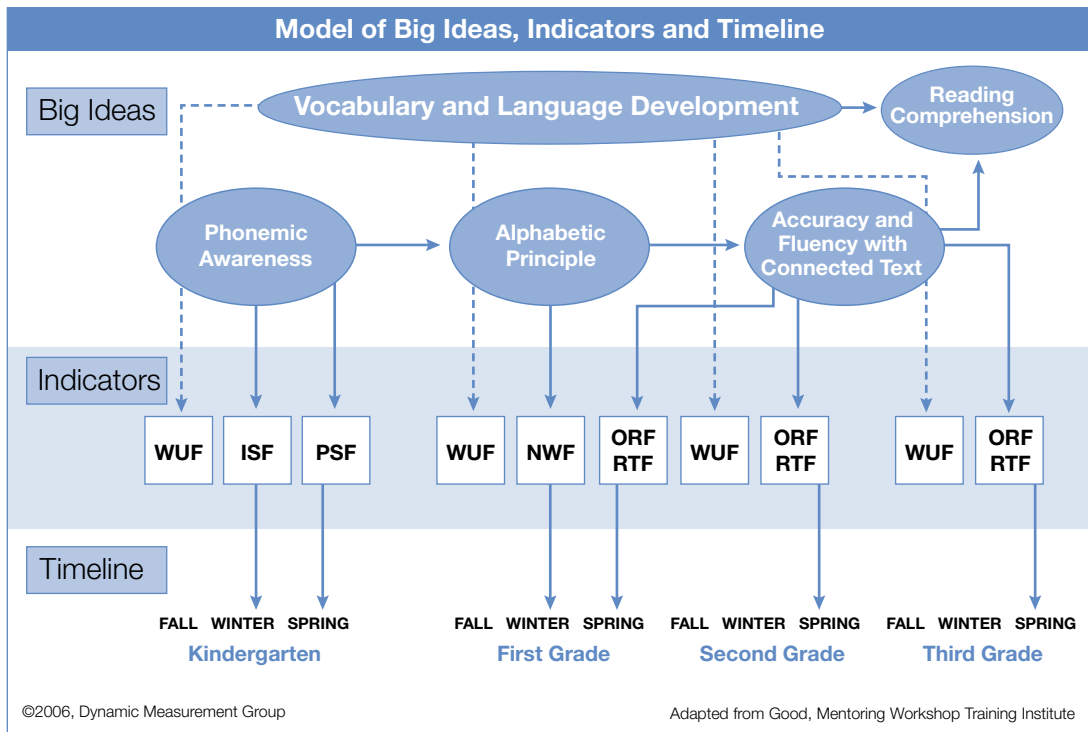 Model of Big Ideas, Indicators and Timeline
Big Ideas
Vocabulary and Language Development
Reading
Comprehension
Phonemic
Awareness
Alphabetic
Principle
Accuracy and
Fluency with
Connected Text
Indicators
WUF
ISF
PSF
WUF
NWF
ORF
RTF
WUF
ORF
RTF
WUF
ORF
RTF
Timeline
FALL WINTER SPRING
Kindergarten
FALL WINTER SPRING
First Grade
FALL WINTER SPRING
Second Grade
FALL WINTER SPRING
Third Grade
©2006, Dynamic Measurement Group
Adapted from Good, Mentoring Workshop Training Institute